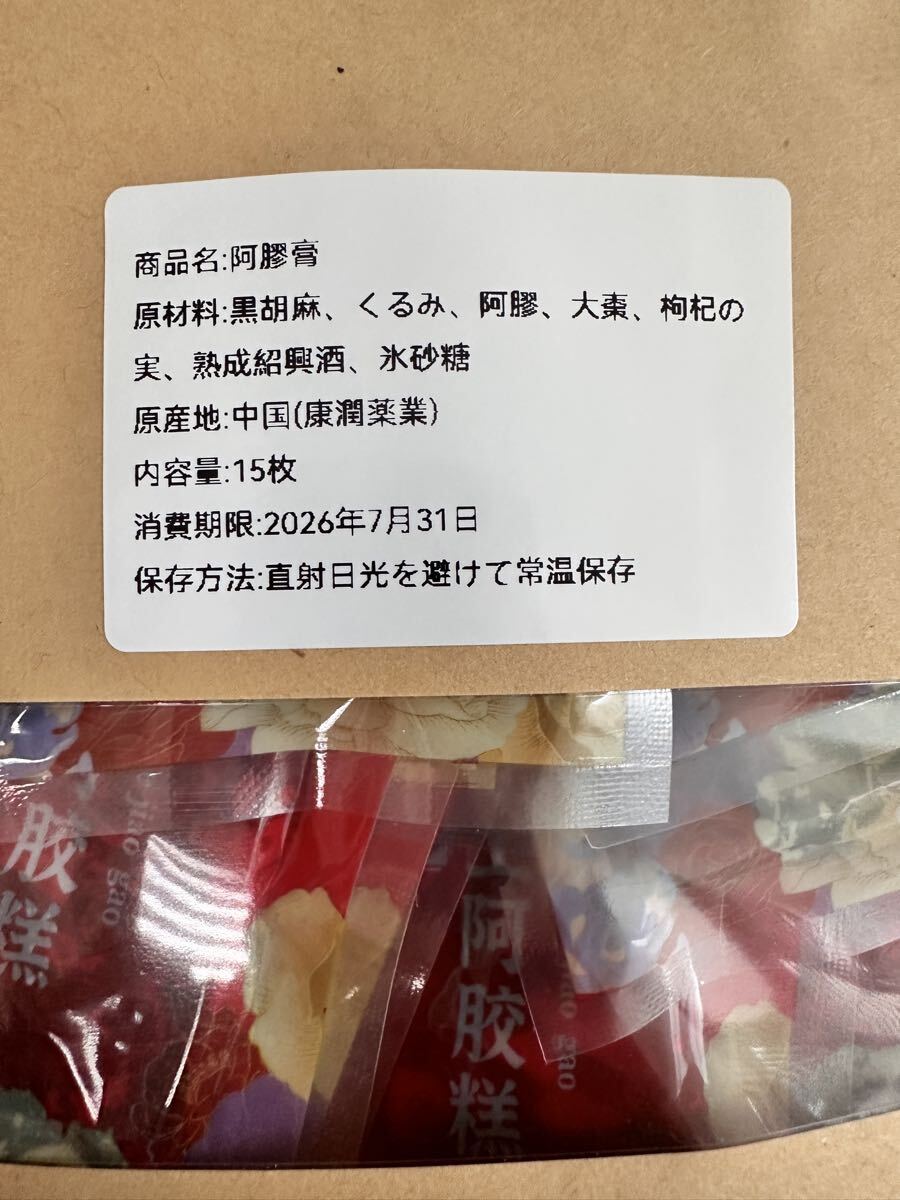 商品名:阿膠膏
原材料:黒胡麻、くるみ、阿膠、大棗、枸杞の
実、熟成紹興酒、氷砂糖
原産地:中国(康潤薬業)
内容量:15枚
消費期限:2026年7月31日
保存方法:直射日光を避けて常温保存
胶糕
gao
阿胶糕
gao